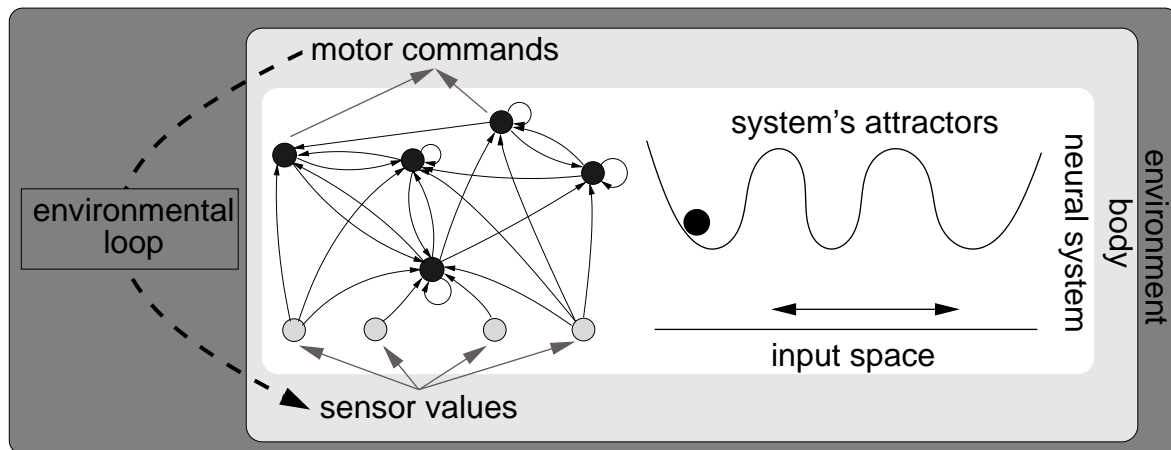 motor commands
system's attractors
environmental
loop
input space
sensor values
neural system
body
environment